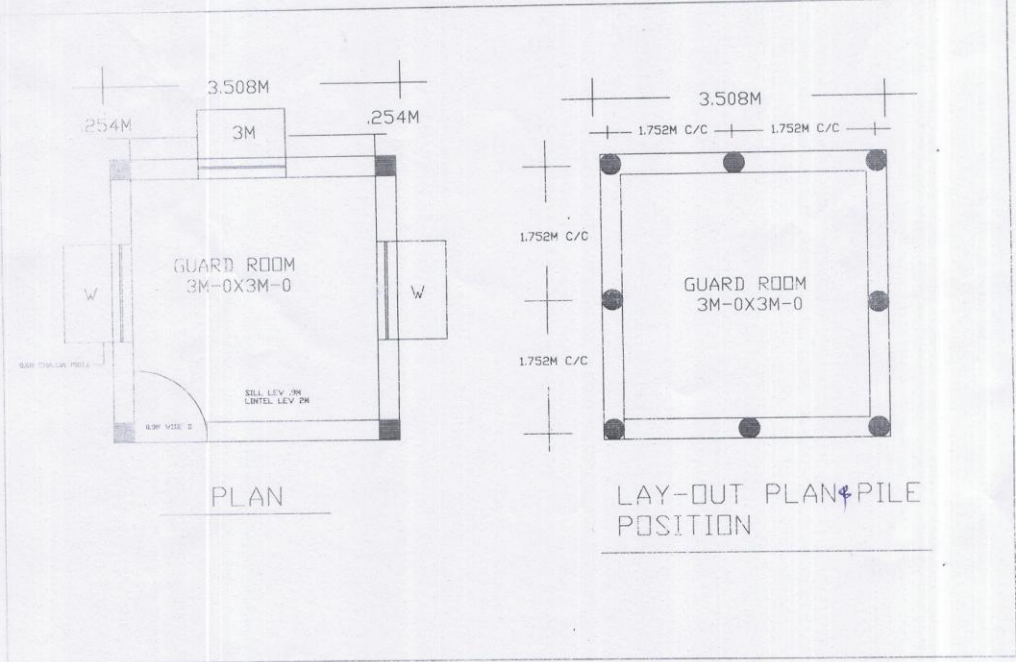 3.508M
.254M
3M
.254M
GUARD ROOM
3M-0X3M-0
W
W
SILL LEV .9M
LINTEL LEV 2M
PLAN
3.508M
1.752M C/C
1.752M C/C
1.752M C/C
GUARD ROOM
3M-0X3M-0
1.752M C/C
LAY-OUT PLAN & PILE
POSITION